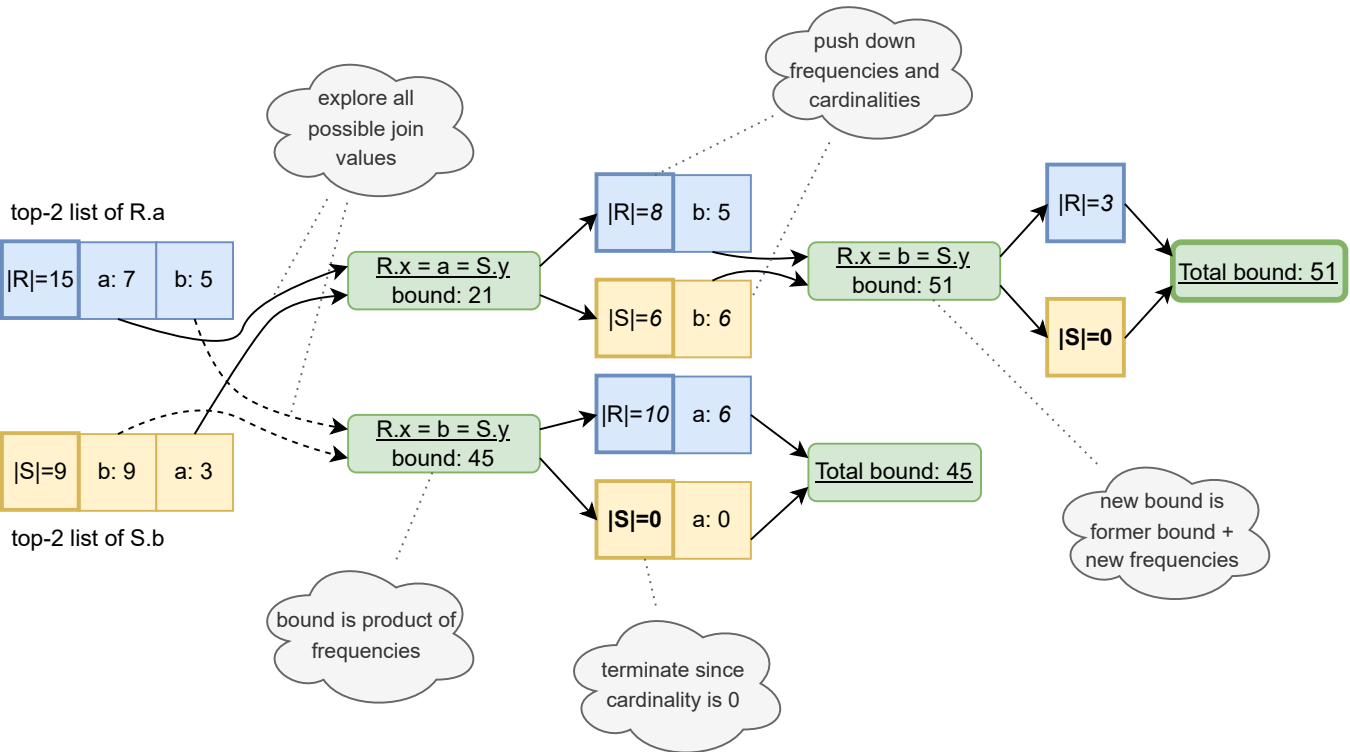 push down
frequencies and
cardinalities
explore all
possible join
values
top-2 list of R.a
|R|=15 a: 7 b: 5
|S|=9 b: 9 a: 3
top-2 list of S.b
R.x = a = S.y
bound: 21
R.x = b = S.y
bound: 45
|R|=8 b: 5
|S|=6 b: 6
|R|=10 a: 6
|S|=0 a: 0
R.x = b = S.y
bound: 51
Total bound: 45
|R|=3
|S|=0
Total bound: 51
new bound is
former bound +
new frequencies
bound is product of
frequencies
terminate since
cardinality is 0